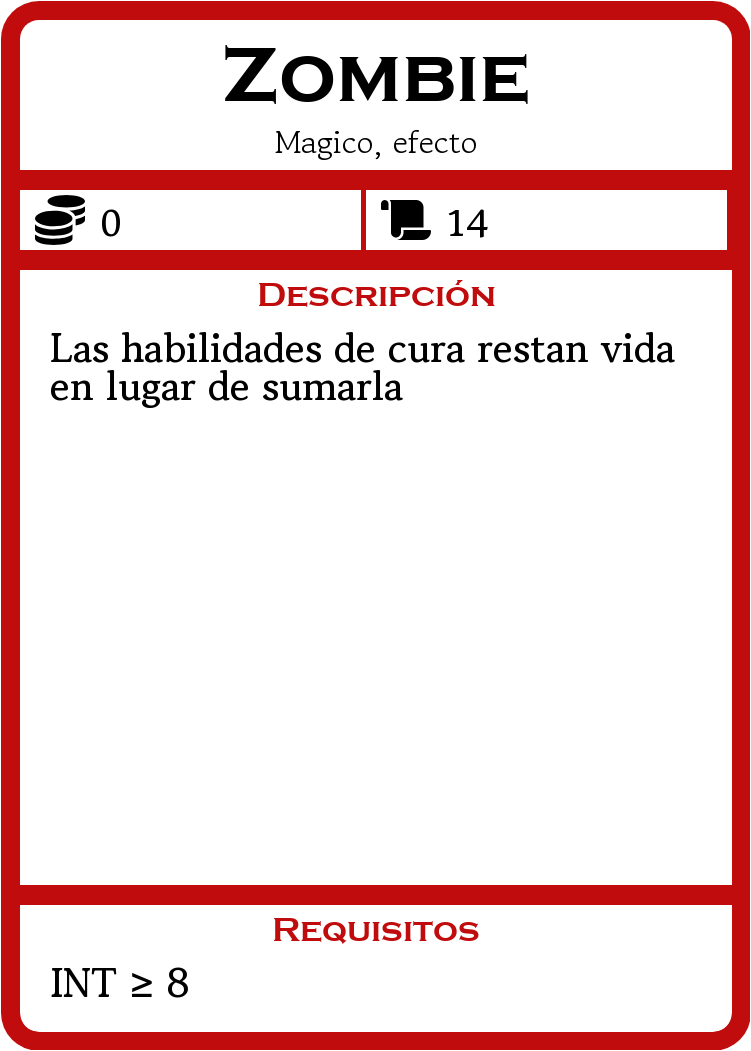 Zombie
Magico, efecto
0
14
Descripción
Las habilidades de cura restan vida
en lugar de sumarla
Requisitos
INT ≥ 8